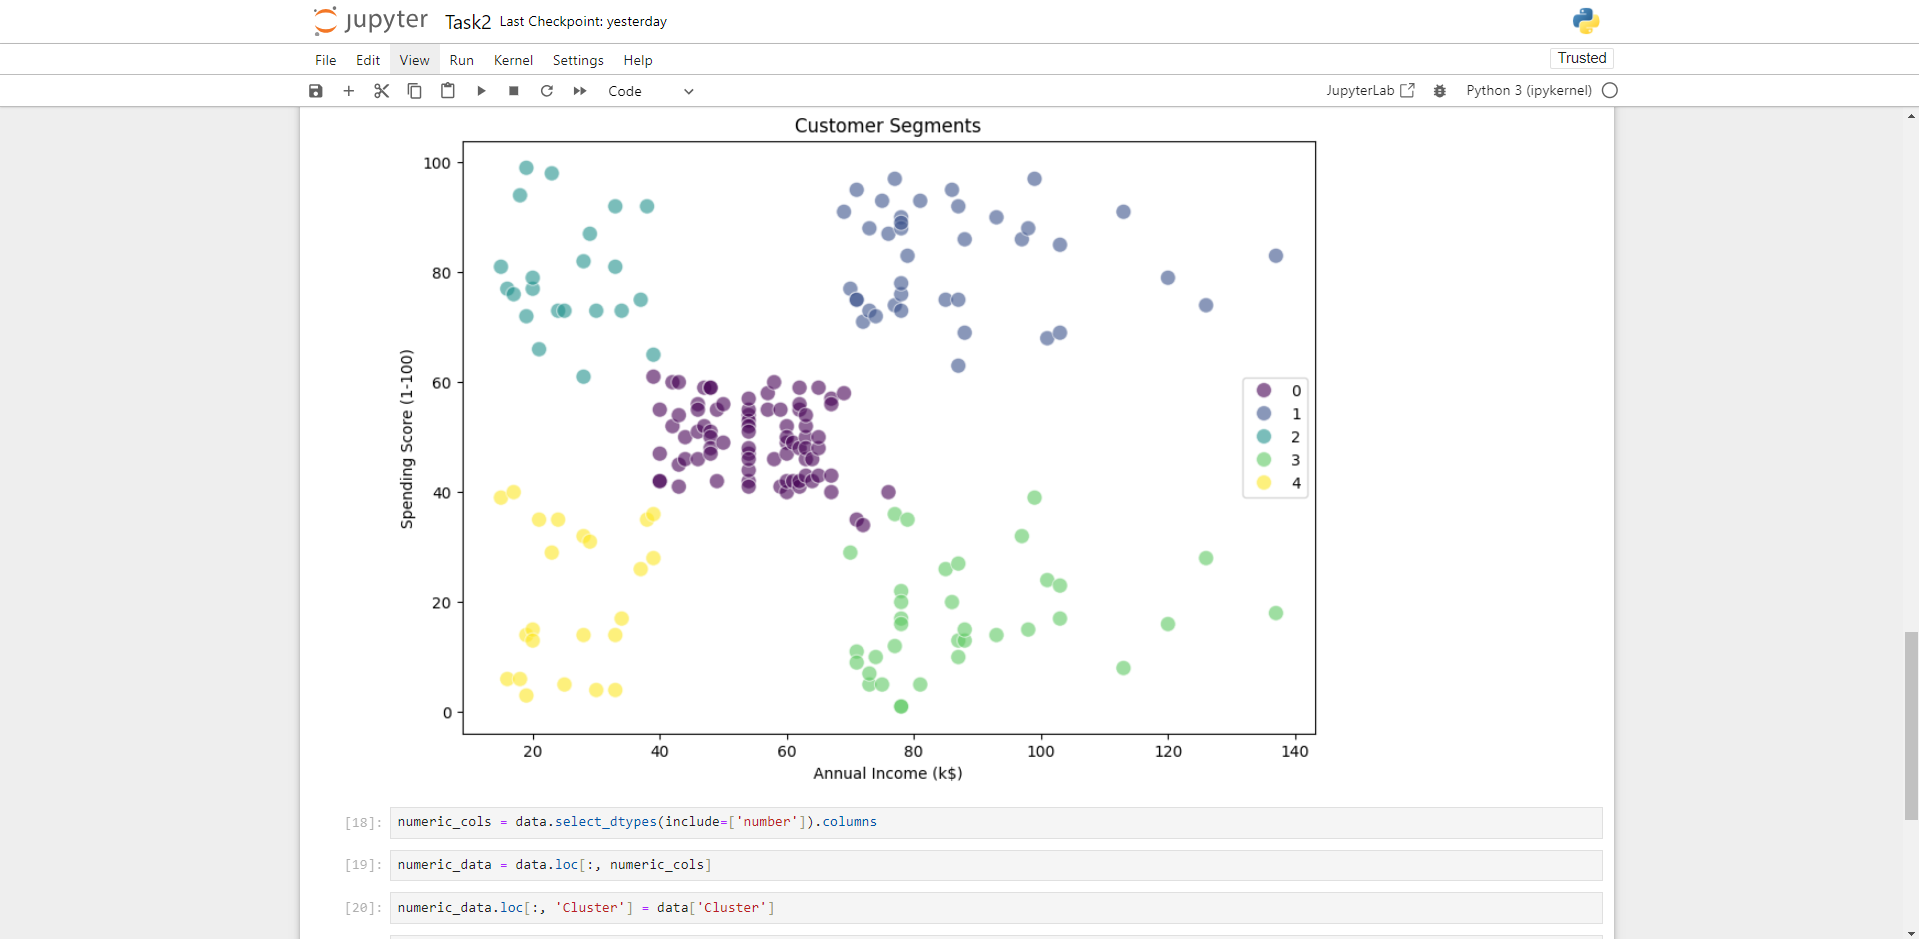 jupyter Task2 Last Checkpoint: yesterday
File Edit View Run Kernel Settings Help
Trusted
Code
JupyterLab
Python 3 (ipykernel)
Customer Segments
100
80
60
40
20
0
Spending Score (1-100)
0
1
2
3
4
20 40 60 80 100 120 140
Annual Income (k$)
[18]: numeric_cols = data.select_dtypes(include=['number']).columns
[19]: numeric_data = data.loc[:, numeric_cols]
[20]: numeric_data.loc[:, 'Cluster'] = data['Cluster']